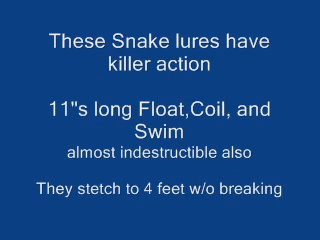 These Snake lures have
killer action
11"s long Float,Coil, and
Swim
almost indestructible also
They stetch to 4 feet w/o breaking